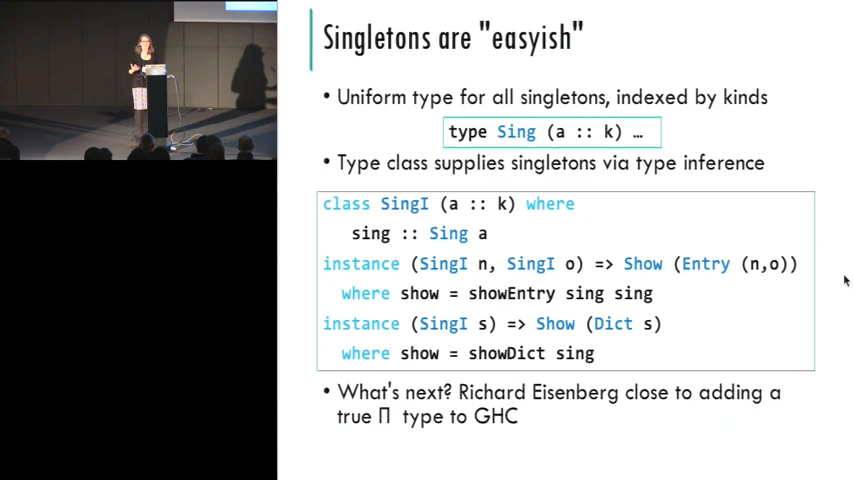 Singletons are "easyish"
• Uniform type for all singletons, indexed by kinds
type Sing (a :: k) …
• Type class supplies singletons via type inference
class SingI (a :: k) where
sing :: Sing a
instance (SingI n, SingI o) => Show (Entry (n,o))
where show = showEntry sing sing
instance (SingI s) => Show (Dict s)
where show = showDict sing
• What's next? Richard Eisenberg close to adding a
true Π type to GHC